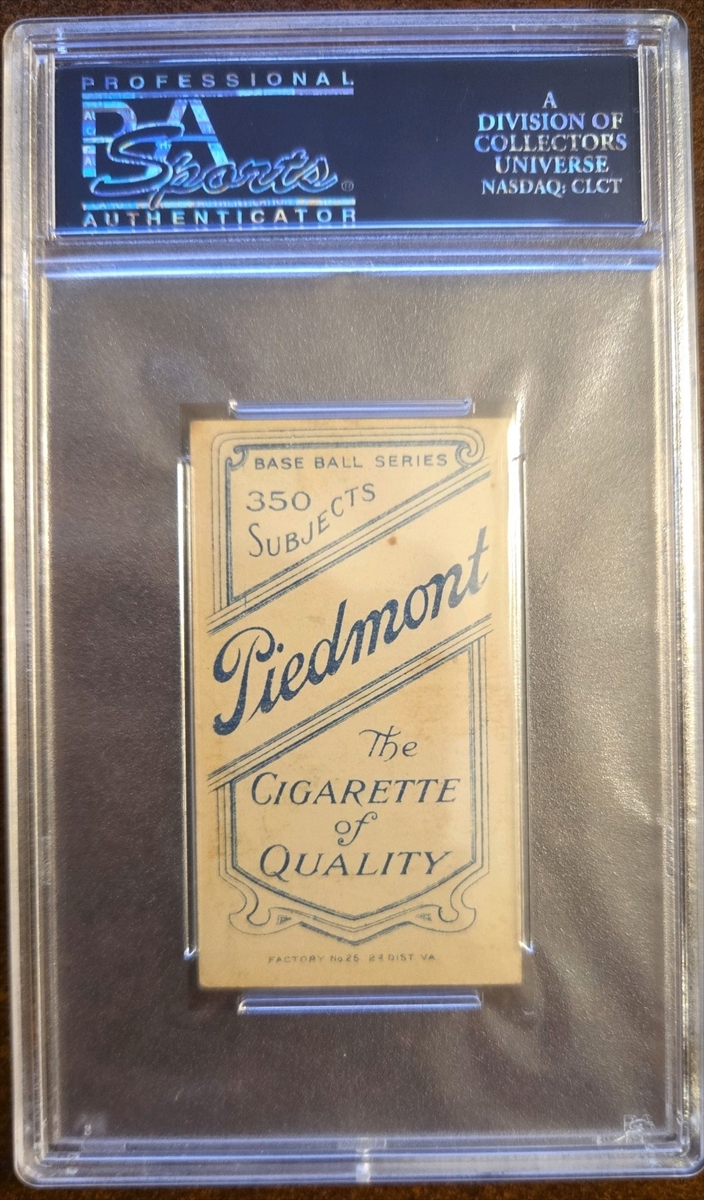 PROFESSIONAL
PSA
Sports®
AUTHENTICATOR
A
DIVISION OF
COLLECTORS
UNIVERSE
NASDAQ: CLCT
BASE BALL SERIES
350
SUBJECTS
Piedmont
The
CIGARETTE
of
QUALITY
FACTORY No 25 2D DIST VA